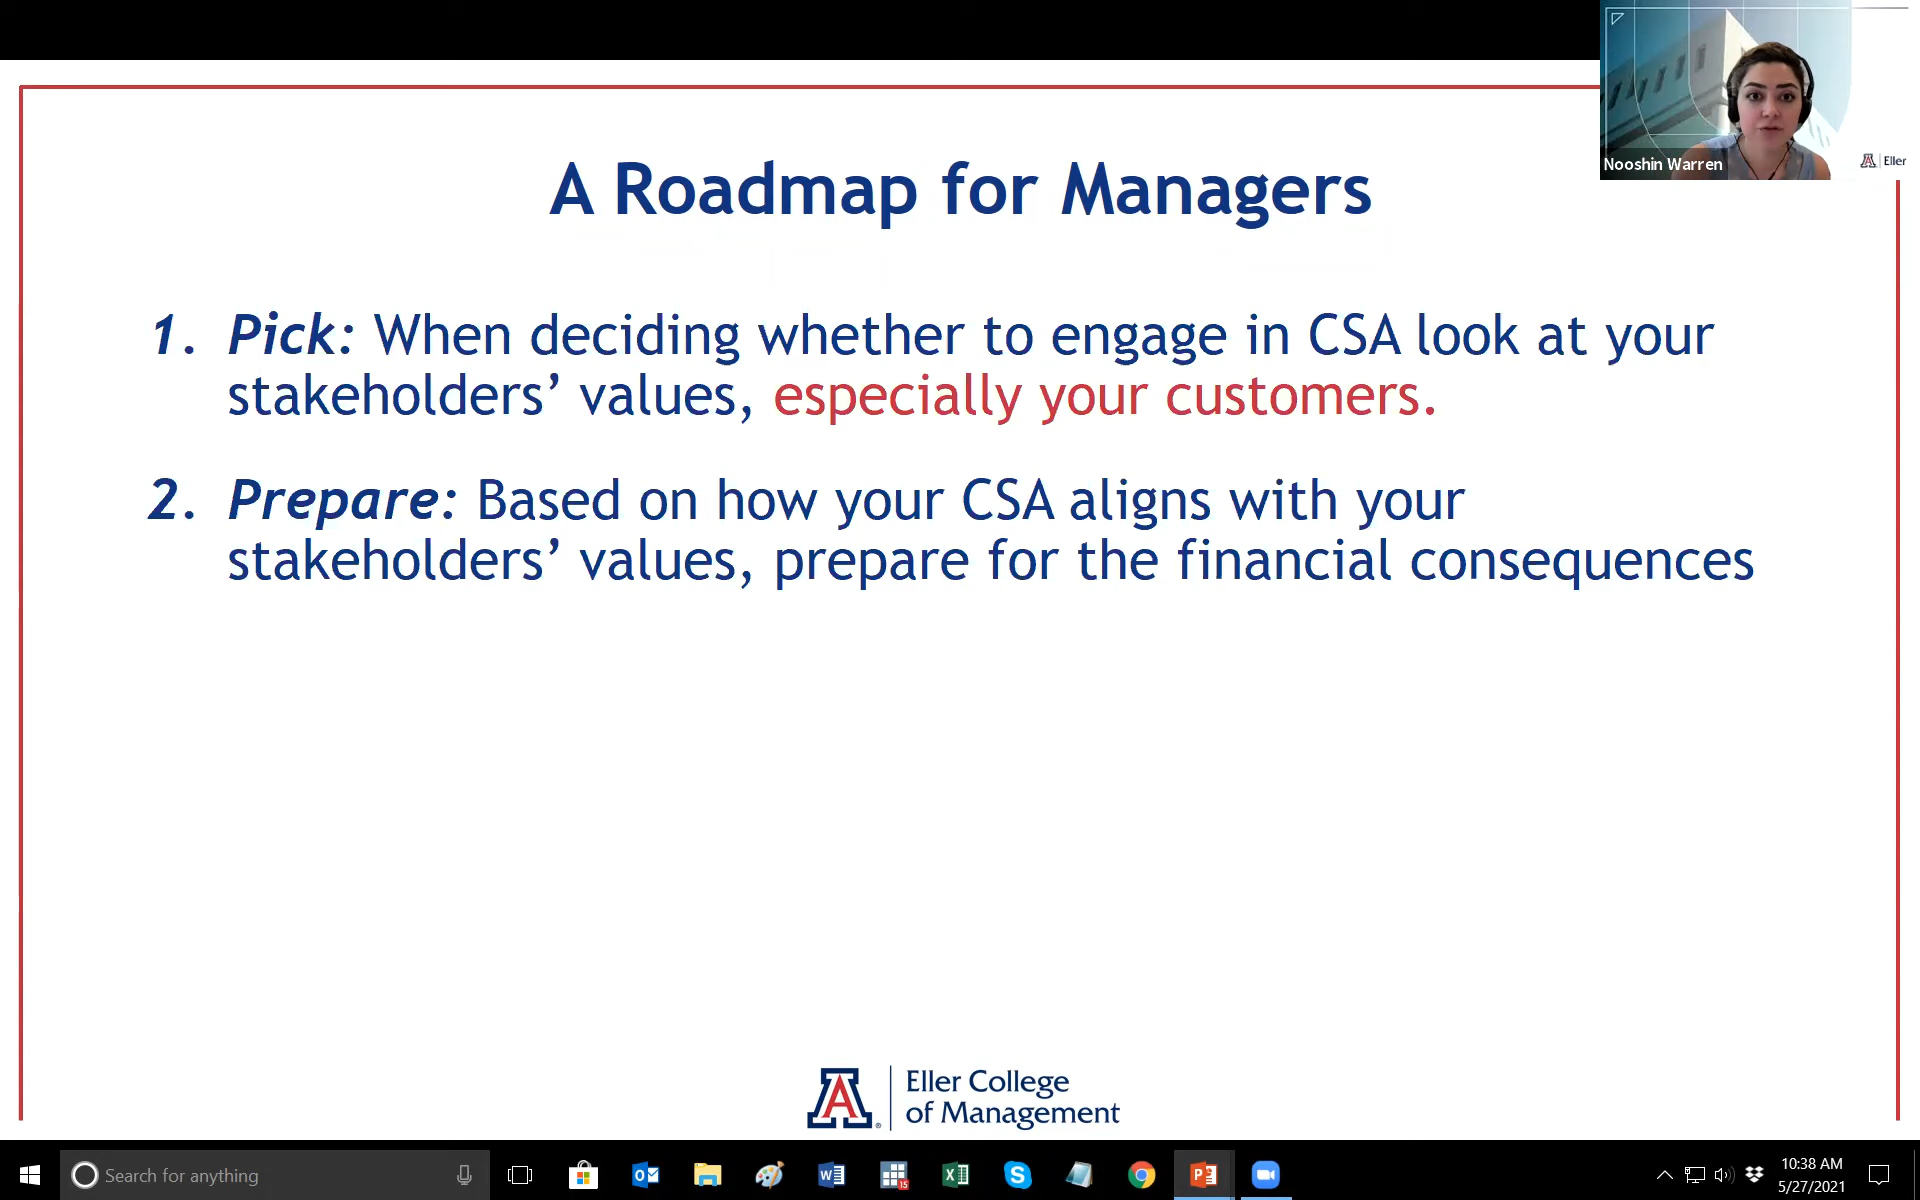 Nooshin Warren
Eller
A Roadmap for Managers
1. Pick: When deciding whether to engage in CSA look at your
stakeholders’ values, especially your customers.
2. Prepare: Based on how your CSA aligns with your
stakeholders’ values, prepare for the financial consequences
A
Eller College
of Management
Search for anything
15
10:38 AM
5/27/2021